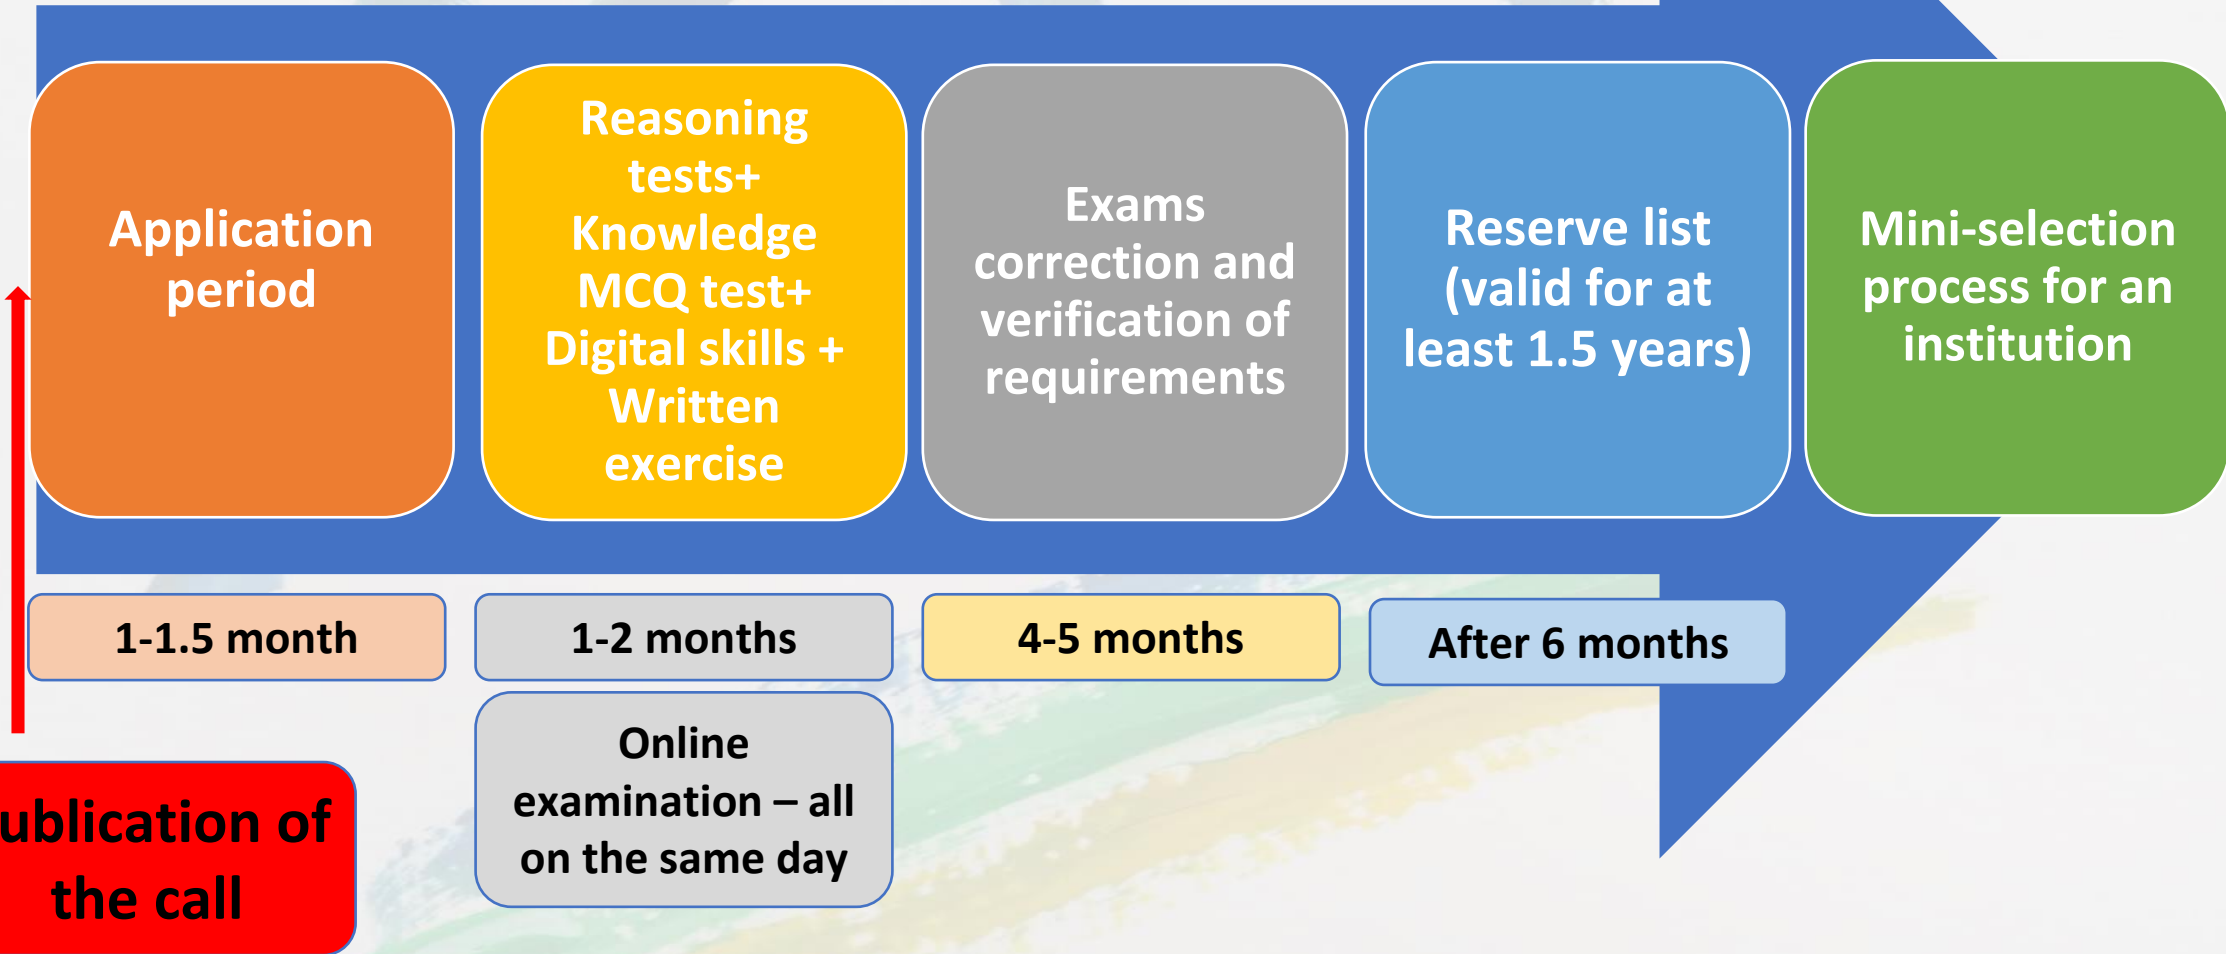 Application
period
Reasoning
tests+
Knowledge
MCQ test+
Digital skills +
Written
exercise
Exams
correction and
verification of
requirements
Reserve list
(valid for at
least 1.5 years)
Mini-selection
process for an
institution
1-1.5 month
1-2 months
4-5 months
After 6 months
Online
examination – all
on the same day
ublication of
the call